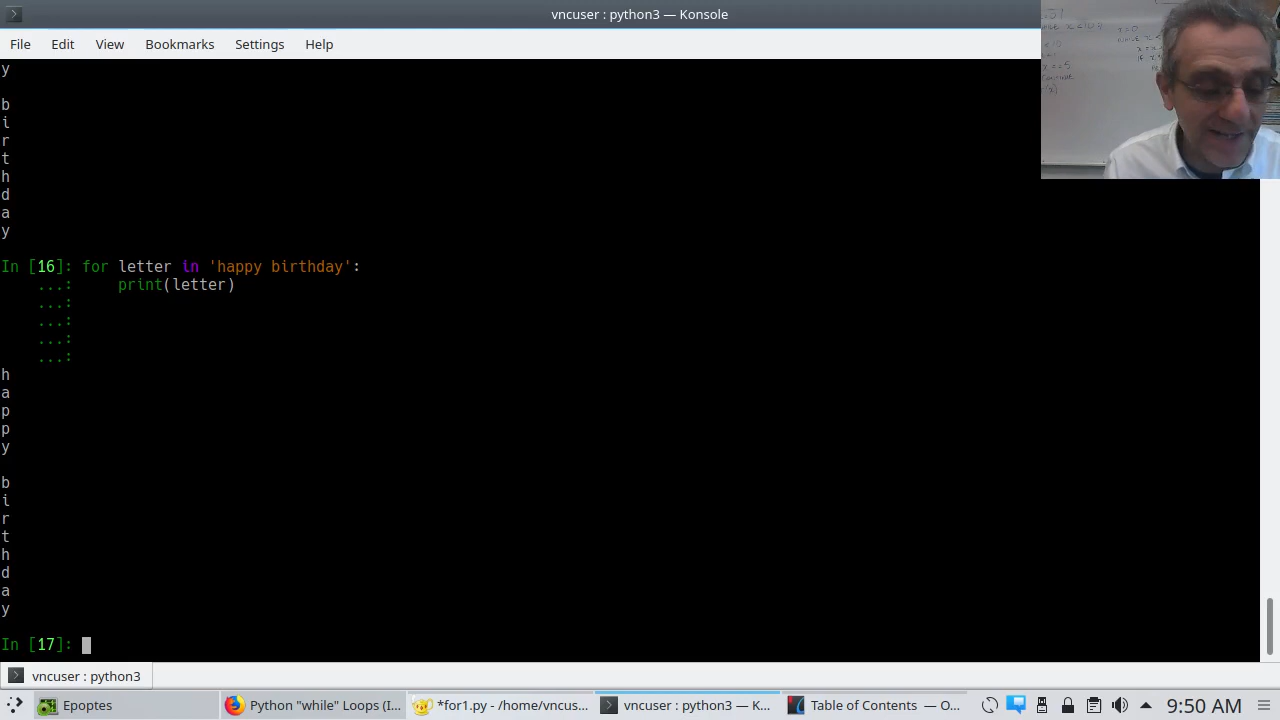 vncuser : python3 — Konsole
File Edit View Bookmarks Settings Help
y
b
i
r
t
h
d
a
y
In [16]: for letter in 'happy birthday':
...: print(letter)
...:
...:
...:
...:
h
a
p
p
y
b
i
r
t
h
d
a
y
In [17]:
vncuser : python3
Epoptes
Python "while" Loops (I...
*for1.py - /home/vncus...
vncuser : python3 — K...
Table of Contents — O...
9:50 AM